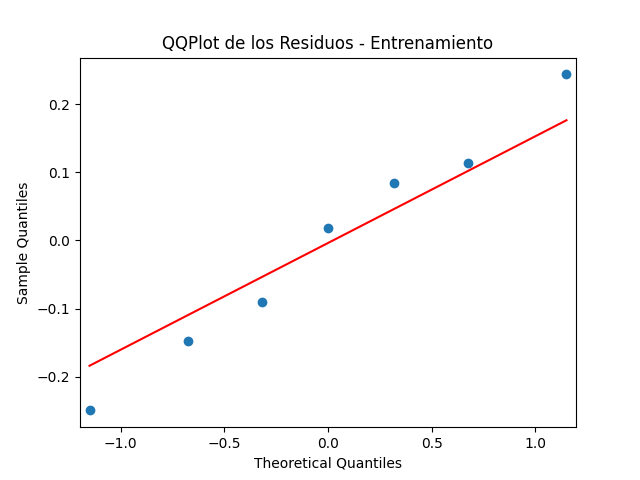 QQPlot de los Residuos - Entrenamiento
Sample Quantiles
0.2
0.1
0.0
−0.1
−0.2
−1.0 −0.5 0.0 0.5 1.0
Theoretical Quantiles